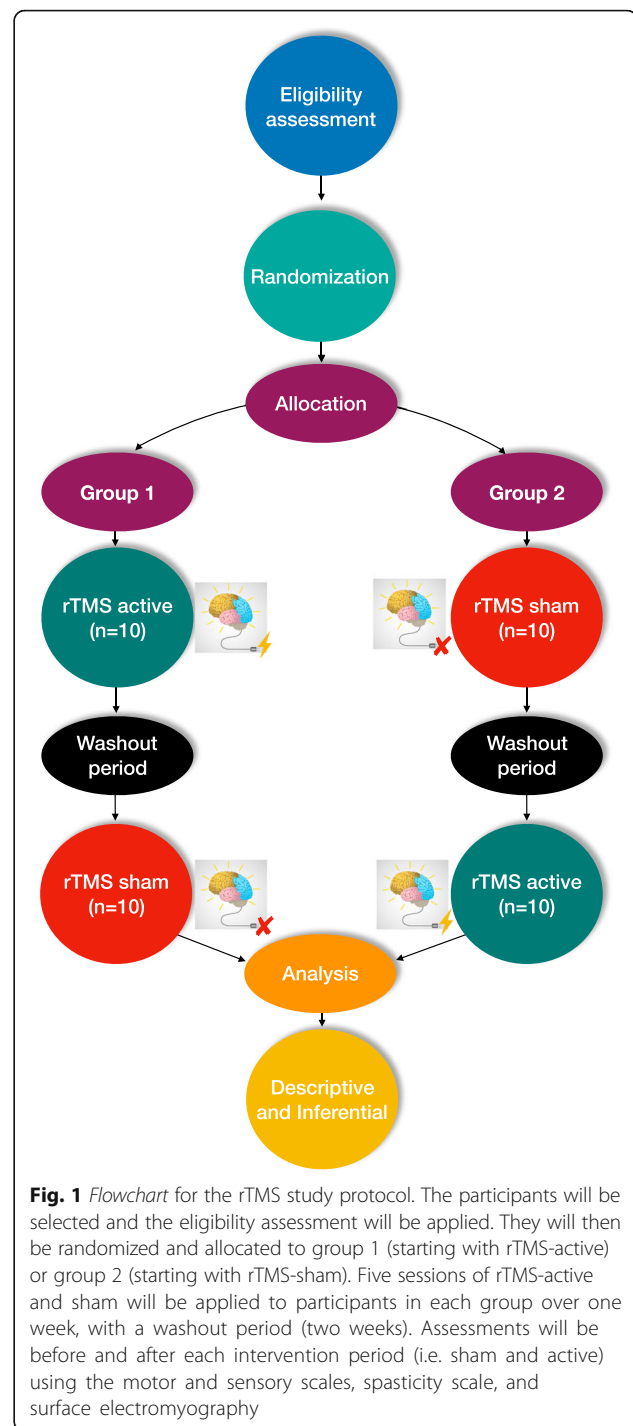 Eligibility
assessment
Randomization
Allocation
Group 1
Group 2
rTMS active
(n=10)
rTMS sham
(n=10)
Washout
period
Washout
period
rTMS sham
(n=10)
rTMS active
(n=10)
Analysis
Descriptive
and Inferential
Fig. 1 Flowchart for the rTMS study protocol. The participants will be
selected and the eligibility assessment will be applied. They will then
be randomized and allocated to group 1 (starting with rTMS-active)
or group 2 (starting with rTMS-sham). Five sessions of rTMS-active
and sham will be applied to participants in each group over one
week, with a washout period (two weeks). Assessments will be
before and after each intervention period (i.e. sham and active)
using the motor and sensory scales, spasticity scale, and
surface electromyography